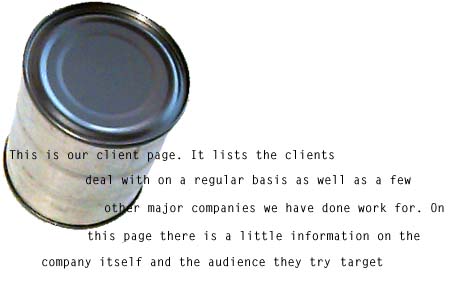 This is our client page. It lists the clients
deal with on a regular basis as well as a few
other major companies we have done work for. On
this page there is a little information on the
company itself and the audience they try target